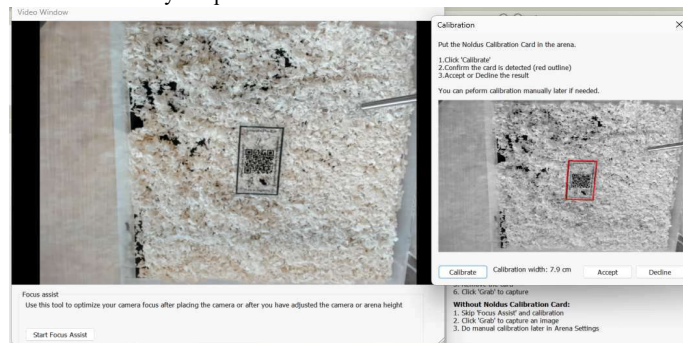 Video Window
Focus assist
Use this tool to optimize your camera focus after placing the camera or after you have adjusted the camera or arena height
Start Focus Assist
Calibration
Put the Noldus Calibration Card in the arena.
1.Click 'Calibrate'
2.Confirm the card is detected (red outline)
3.Accept or Decline the result
You can peform calibration manually later if needed.
Calibrate
Calibration width: 7.9 cm
Accept
Decline
6. Click 'Grab' to capture
Without Noldus Calibration Card:
1. Skip 'Focus Assist' and calibration
2. Click 'Grab' to capture an image
3. Do manual calibration later in Arena Settings